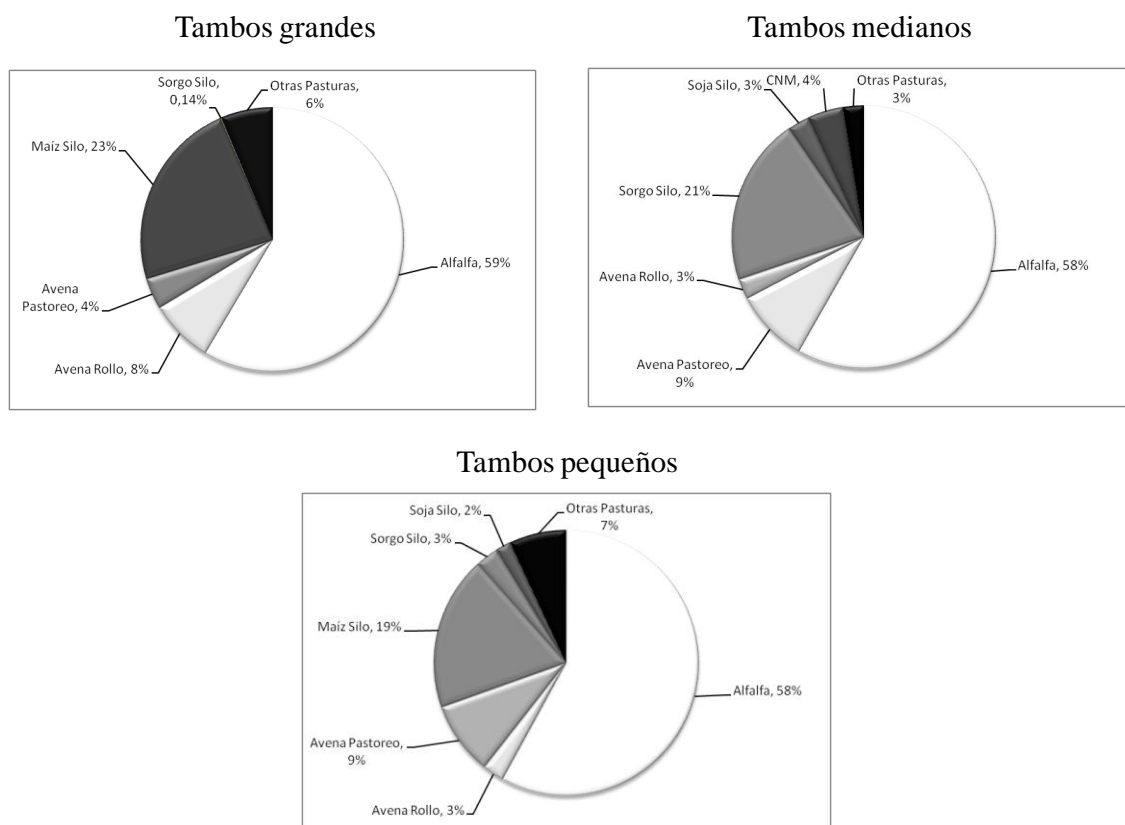 Tambos grandes
Sorgo Silo,
0,14%
Otras Pasturas,
6%
Maíz Silo, 23%
Alfalfa, 59%
Avena
Pastoreo, 4%
Avena Rollo, 8%
Tambos medianos
Soja Silo, 3%
CNM, 4%
Otras Pasturas,
3%
Sorgo Silo, 21%
Alfalfa, 58%
Avena Rollo, 3%
Avena Pastoreo,
9%
Tambos pequeños
Soja Silo, 2%
Otras Pasturas,
7%
Sorgo Silo, 3%
Maíz Silo, 19%
Alfalfa, 58%
Avena Pastoreo,
9%
Avena Rollo, 3%